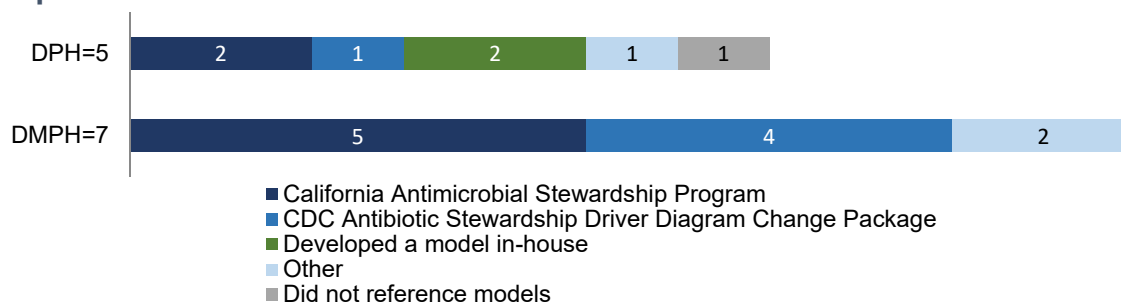 DPH=5
2 1 2 1 1
DMPH=7
5 4 2
California Antimicrobial Stewardship Program
CDC Antibiotic Stewardship Driver Diagram Change Package
Developed a model in-house
Other
Did not reference models